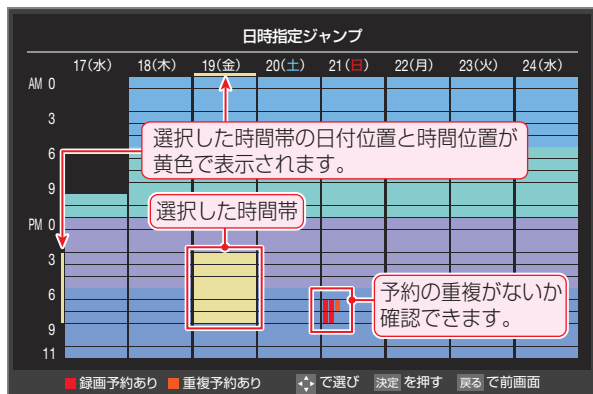 日時指定ジャンプ
17(水) 18(木) 19(金) 20(土) 21(日) 22(月) 23(火) 24(水)
AM 0
3
選択した時間帯の日付位置と時間位置が
黄色で表示されます。
6
9
選択した時間帯
PM 0
3
予約の重複がないか
確認できます。
6
9
11
録画予約あり 重複予約あり で選び 決定 を押す 戻る で前画面